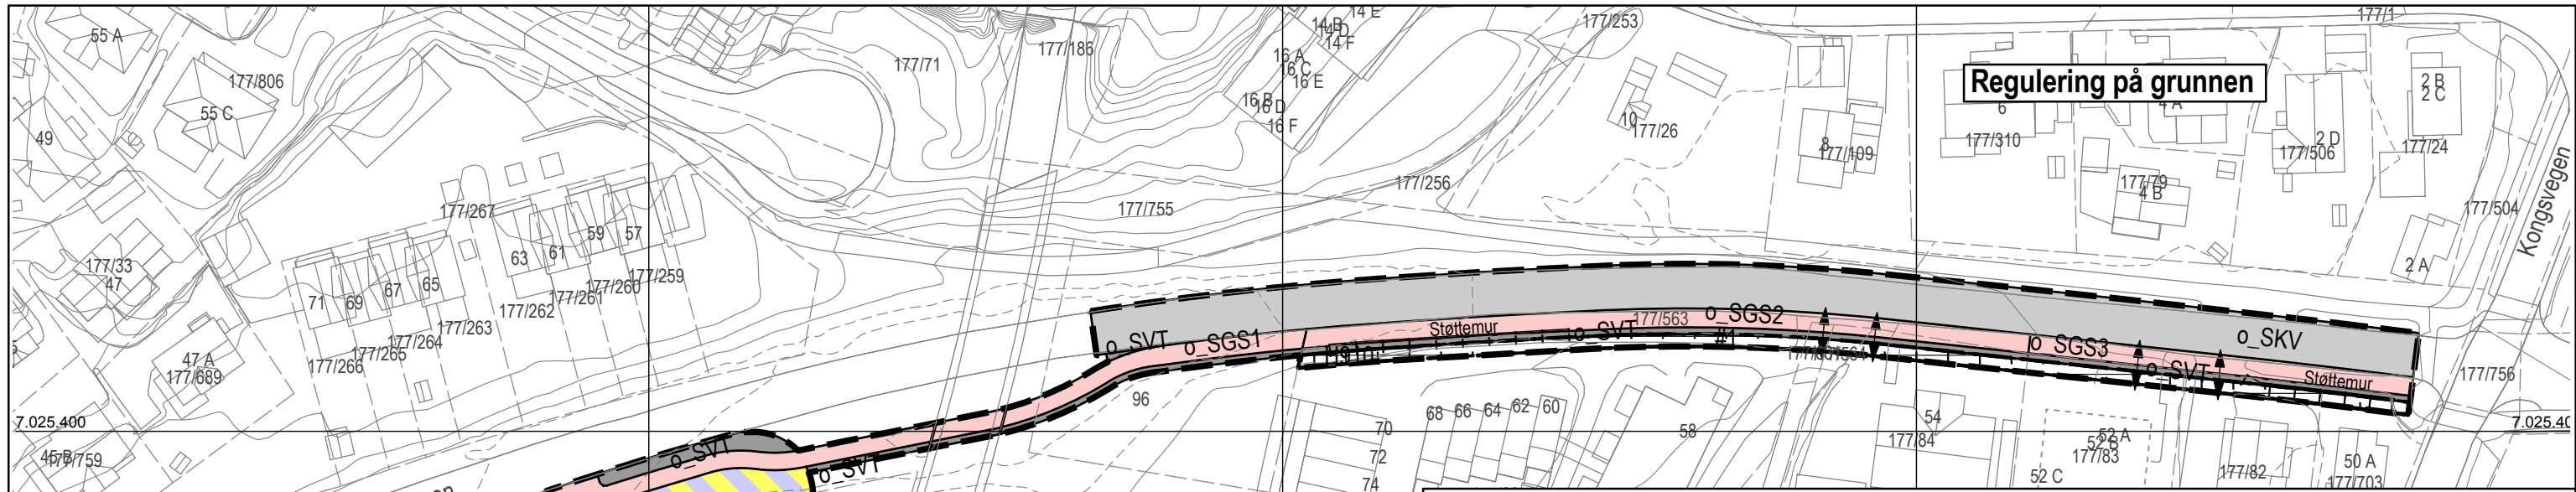 55 A
177/806
55 C
49
177/71
177/186
14 E
14 B
14 D
14 F
16 A
16 C
16 E
16 B
16 D
16 F
177/253
177/1
Regulering på grunnen
10
177/26
8
177/109
6
177/310
4 A
2 B
2 C
2 D
177/506
177/24
177/79
4 B
177/504
Kongsvegen
2 A
177/267
177/256
177/755
63
61
59
57
177/33
47
71
69
67
65
177/259
177/260
177/261
177/262
177/263
177/264
177/265
177/266
47 A
177/689
o_SVT
o_SGS1
Støttemur
o_SVT
177/563
o_SGS2
#1
o_SGS3
o_SVT
o_SKV
Støttemur
177/756
7.025.400
96
68
66
64
62
60
70
72
74
58
54
177/84
52 A
52 B
177/83
52 C
177/82
50 A
177/703
45 B
177/759
o_SVT
o_SVT